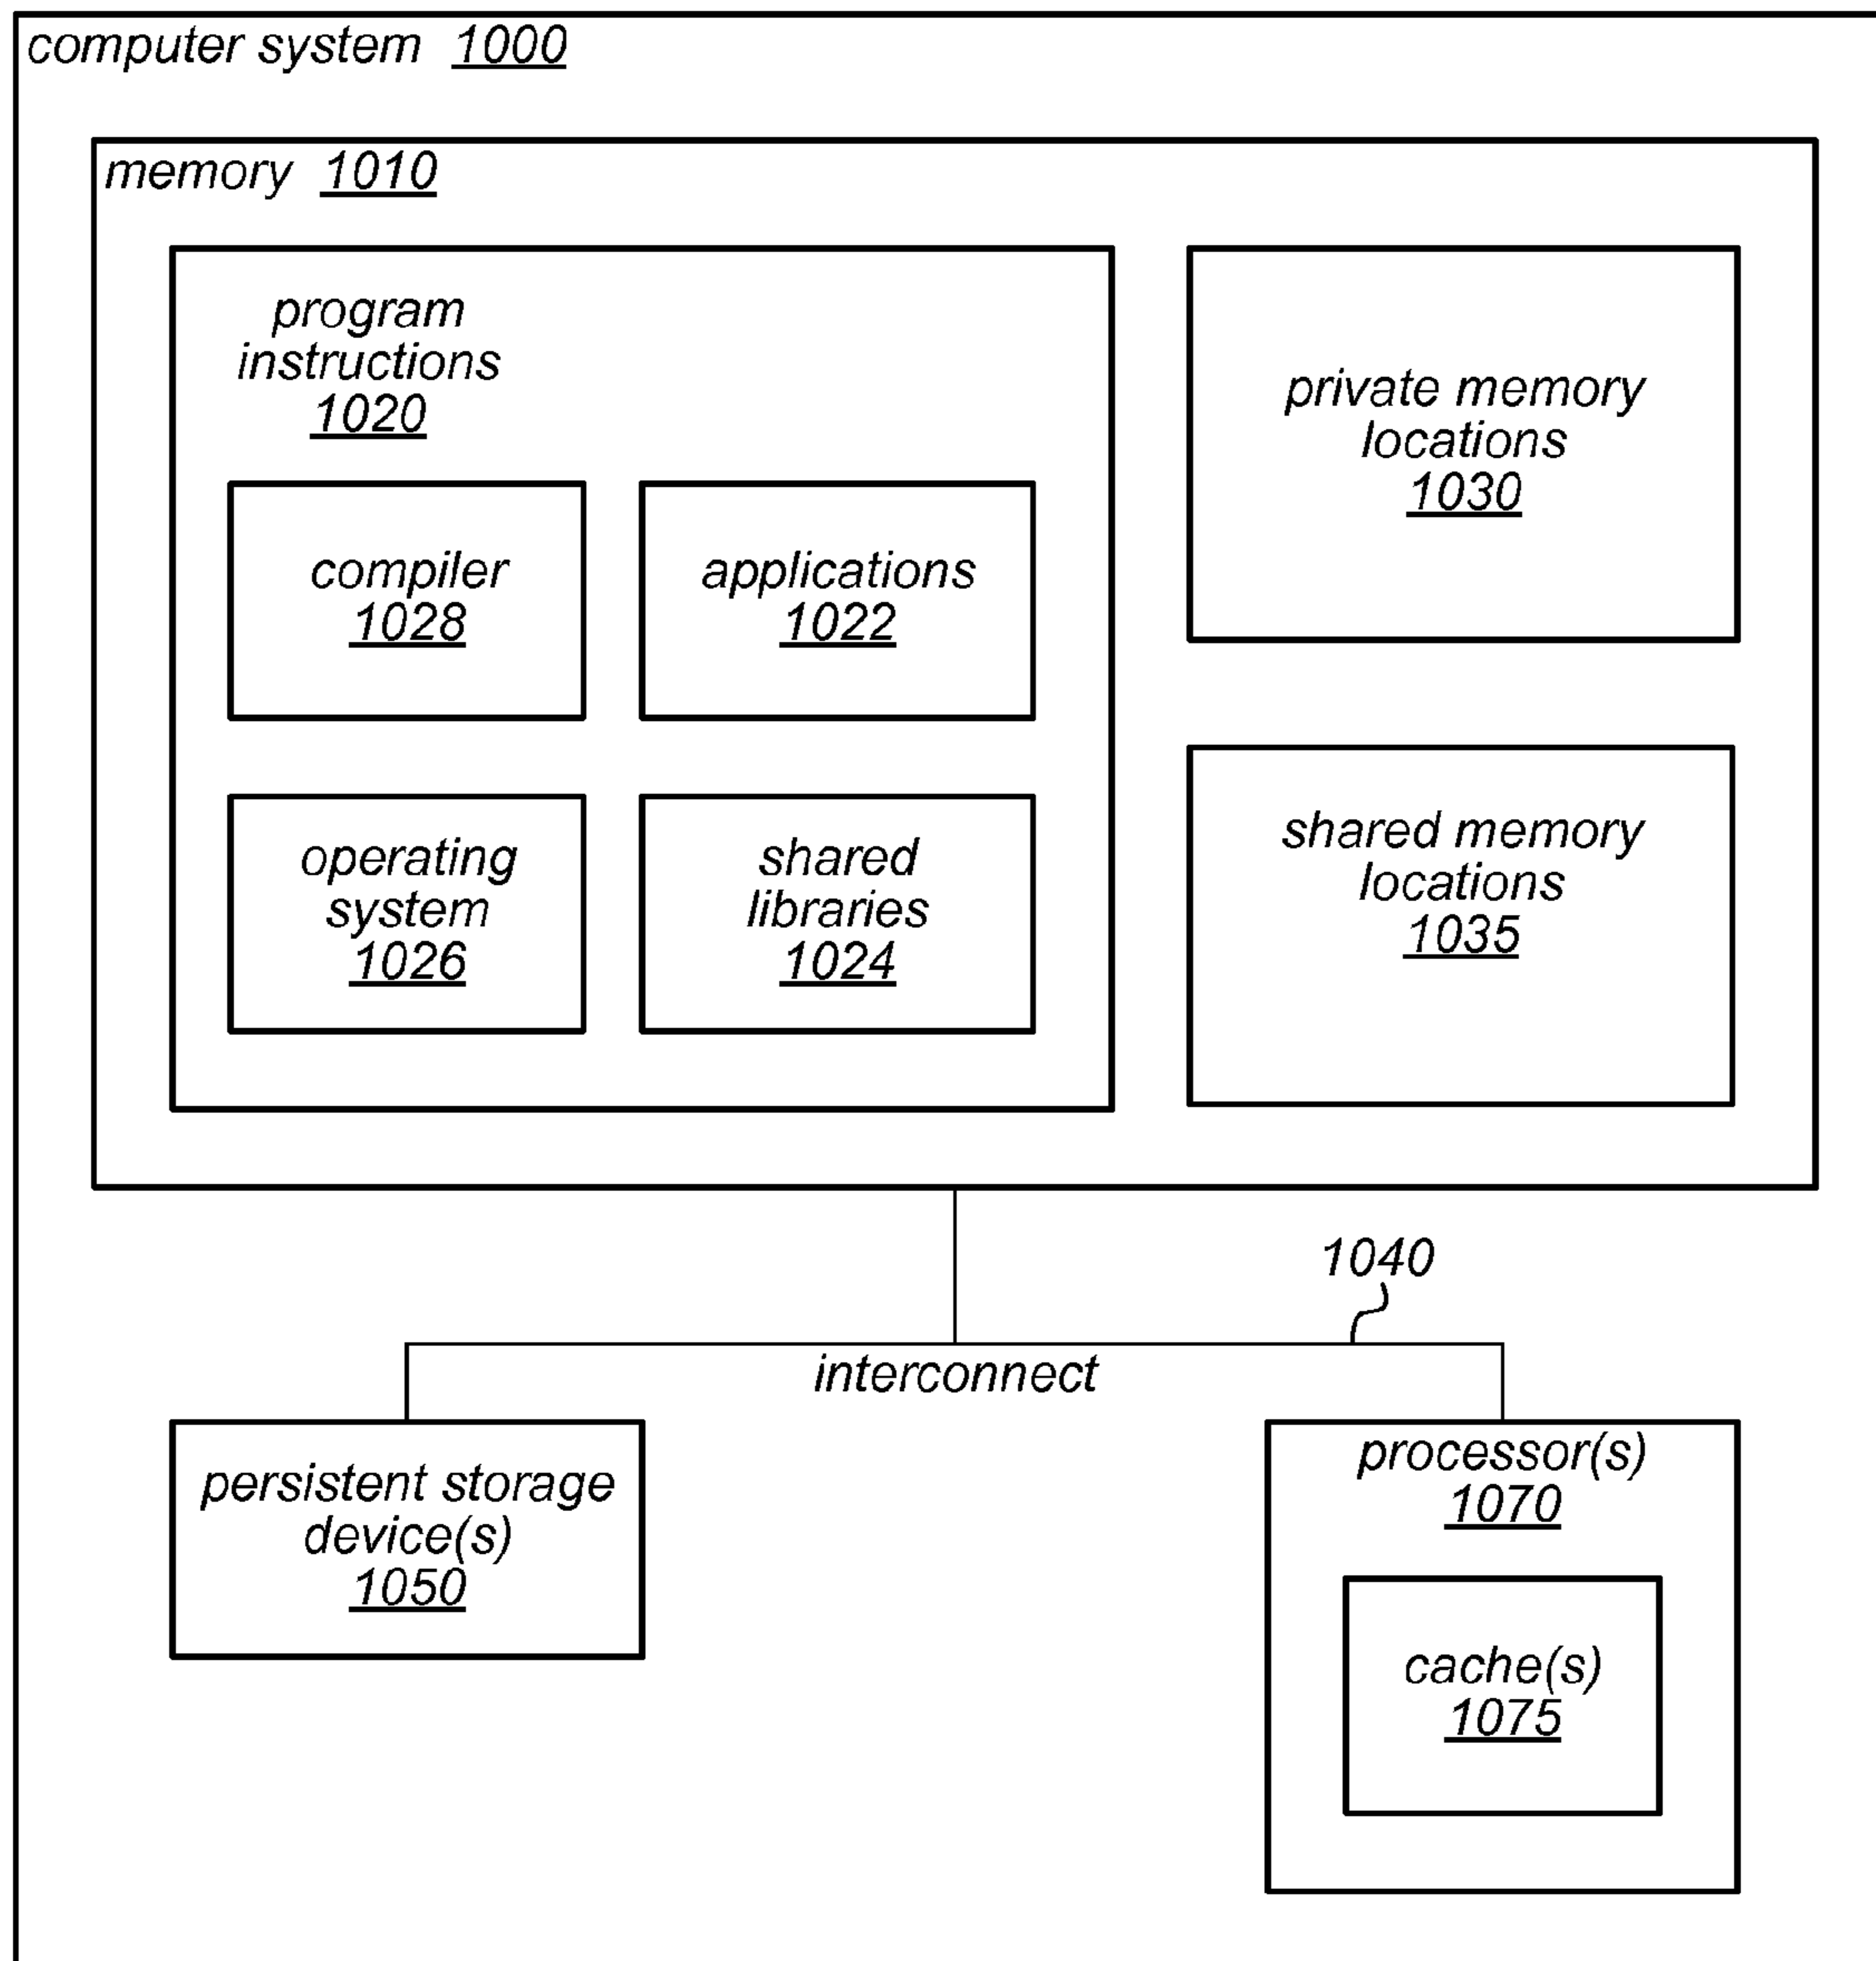 computer system 1000
memory 1010
program
instructions
1020
private memory
locations
1030
compiler
1028
applications
1022
operating
system
1026
shared
libraries
1024
shared memory
locations
1035
1040
interconnect
persistent storage
device(s)
1050
processor(s)
1070
cache(s)
1075